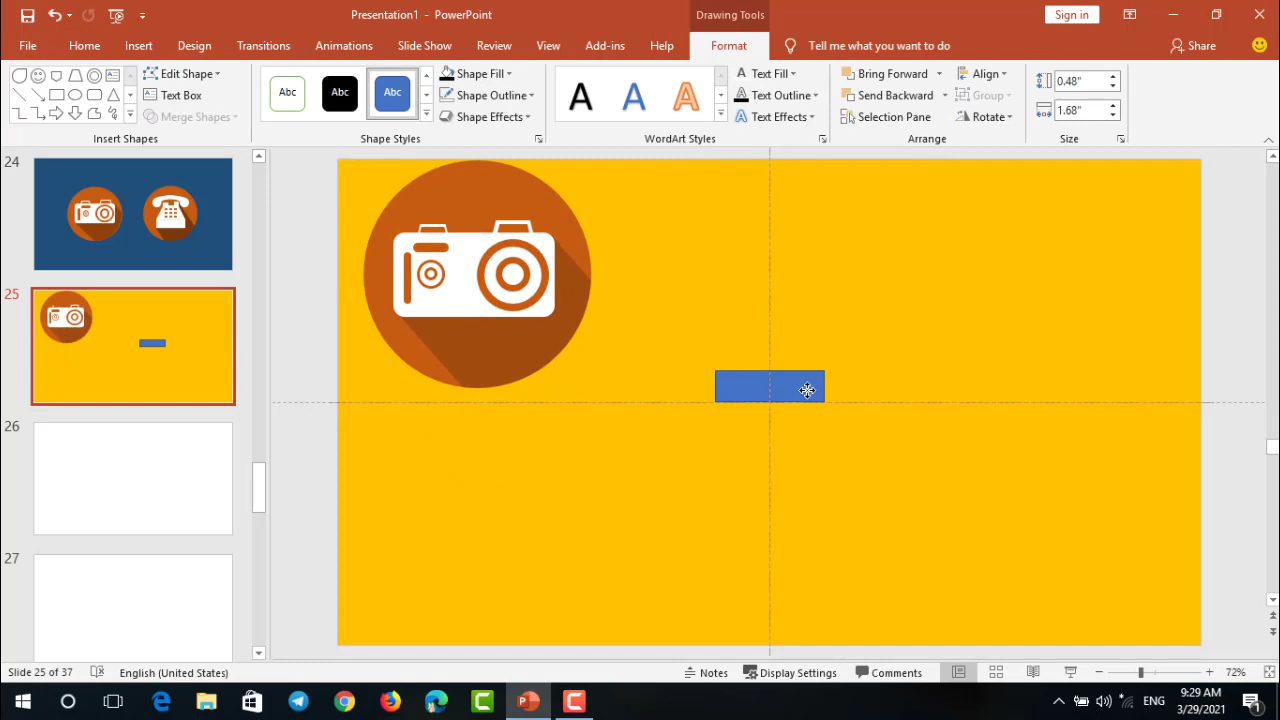 Presentation1 - PowerPoint
Drawing Tools
Sign in
File
Home
Insert
Design
Transitions
Animations
Slide Show
Review
View
Add-ins
Help
Format
Tell me what you want to do
Share
Edit Shape
Text Box
Merge Shapes
Insert Shapes
Abc
Abc
Abc
Shape Fill
Shape Outline
Shape Effects
Shape Styles
A
A
A
Text Fill
Text Outline
Text Effects
WordArt Styles
Bring Forward
Send Backward
Selection Pane
Align
Group
Rotate
Arrange
0.48"
1.68"
Size
24
25
26
27
Slide 25 of 37
English (United States)
Notes
Display Settings
Comments
72%
ENG
9:29 AM
3/29/2021
1